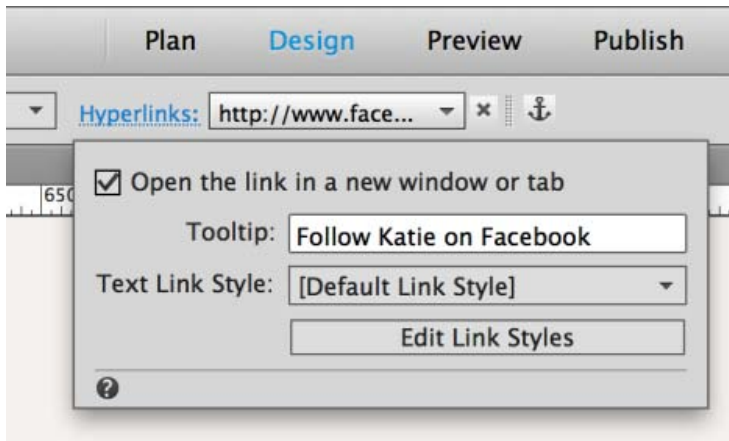 Plan Design Preview Publish
Hyperlinks: http://www.face...
650
Open the link in a new window or tab
Tooltip: Follow Katie on Facebook
Text Link Style: [Default Link Style]
Edit Link Styles
?